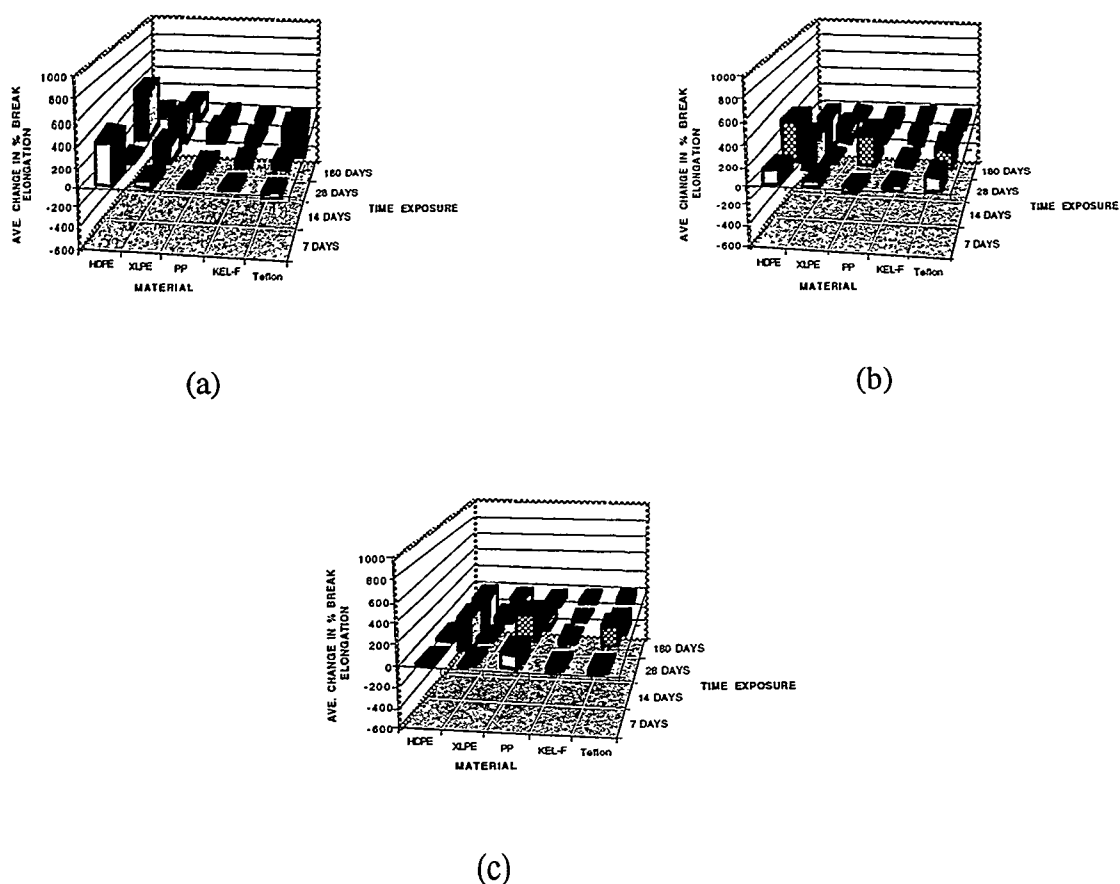 AVE. CHANGE IN % BREAK
ELONGATION
1000
800
600
400
200
0
-200
-400
-600
HDPE
XLPE
PP
KEL-F
Teflon
MATERIAL
180 DAYS
28 DAYS
14 DAYS
7 DAYS
TIME EXPOSURE
(a)
AVE. CHANGE IN % BREAK
ELONGATION
1000
800
600
400
200
0
-200
-400
-600
HDPE
XLPE
PP
KEL-F
Teflon
MATERIAL
180 DAYS
28 DAYS
14 DAYS
7 DAYS
TIME EXPOSURE
(b)
AVE. CHANGE IN % BREAK
ELONGATION
1000
800
600
400
200
0
-200
-400
-600
HDPE
XLPE
PP
KEL-F
Teflon
MATERIAL
180 DAYS
28 DAYS
14 DAYS
7 DAYS
TIME EXPOSURE
(c)